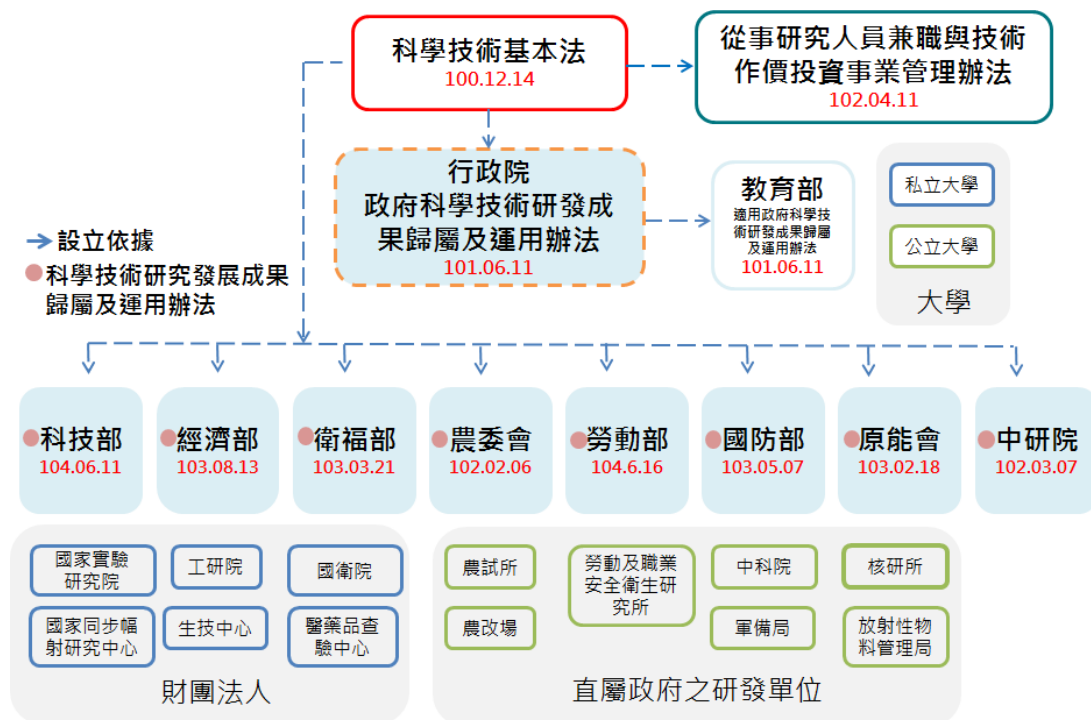 科學技術基本法
100.12.14
從事研究人員兼職與技術
作價投資事業管理辦法
102.04.11
行政院
政府科學技術研發成
果歸屬及運用辦法
101.06.11
教育部
適用政府科學技
術研發成果歸屬
及運用辦法
101.06.11
私立大學
公立大學
大學
設立依據
科學技術研究發展成果
歸屬及運用辦法
科技部
104.06.11
經濟部
103.08.13
衛福部
103.03.21
農委會
102.02.06
勞動部
104.6.16
國防部
103.05.07
原能會
103.02.18
中研院
102.03.07
國家實驗
研究院
工研院
國衛院
國家同步幅
射研究中心
生技中心
醫藥品查
驗中心
財團法人
農試所
勞動及職業
安全衛生研
究所
中科院
核研所
農改場
軍備局
放射性物
料管理局
直屬政府之研發單位